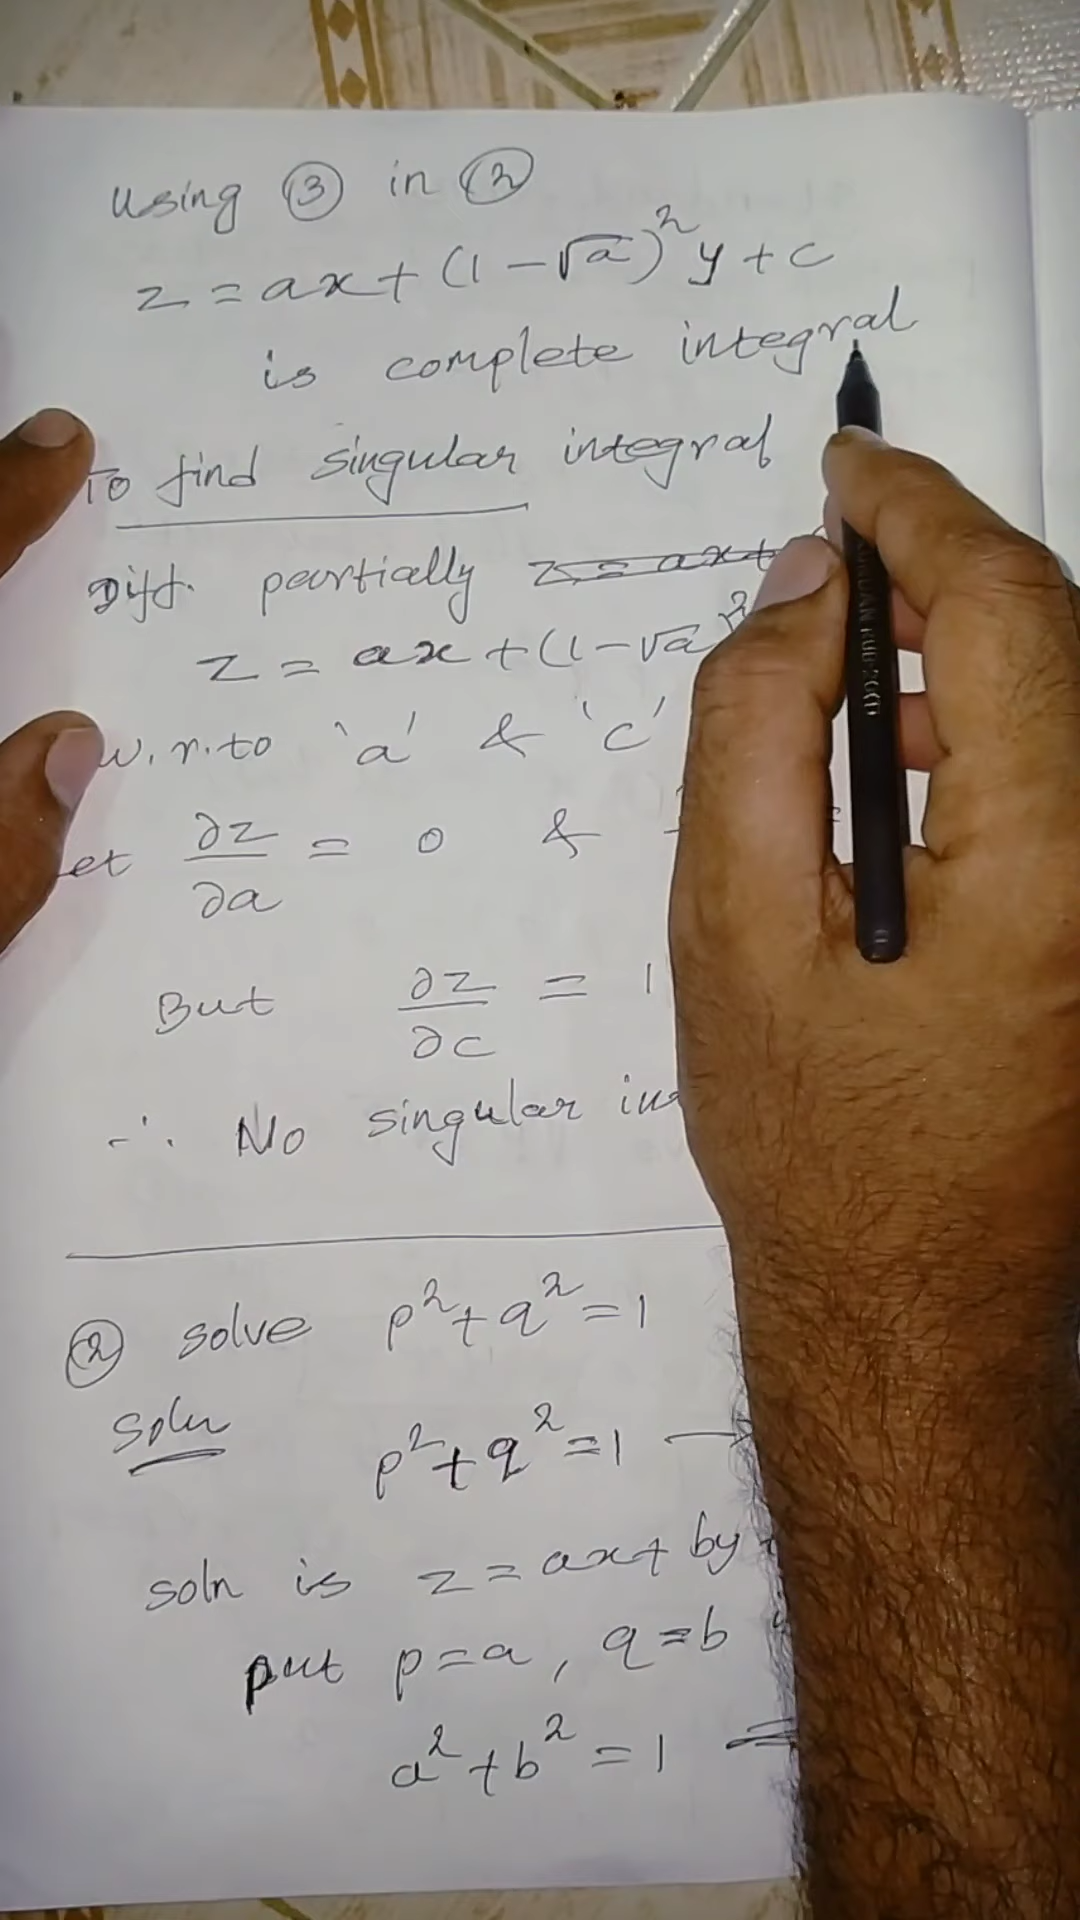 using ③ in ②
z = ax + (1 - √a)² y + c
is complete integral
To find singular integral
Diff. partially
z = ax + (1 - √a)²
w.r.to 'a' & 'c'
et ∂z/∂a = 0 & =
But ∂z/∂c = 1
∴ No singular
② solve p² + q² = 1
Soln
p² + q² = 1 →
soln is z = ax + by +
put p = a, q = b
a² + b² = 1